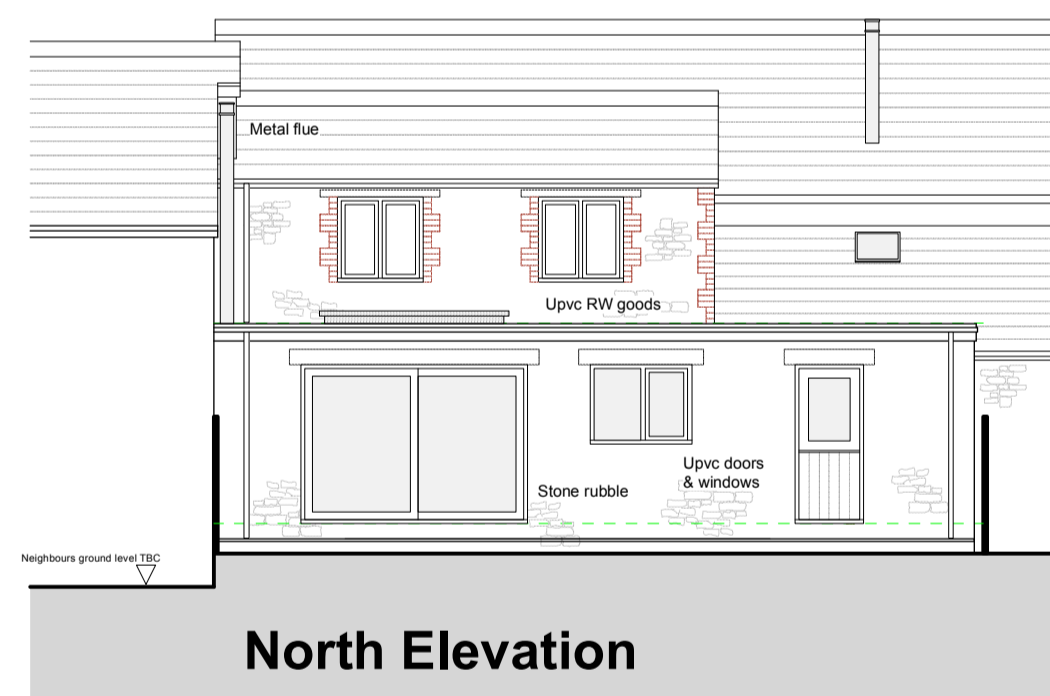 Metal flue
Upvc RW goods
Upvc doors
& windows
Stone rubble
Neighbours ground level TBC
North Elevation